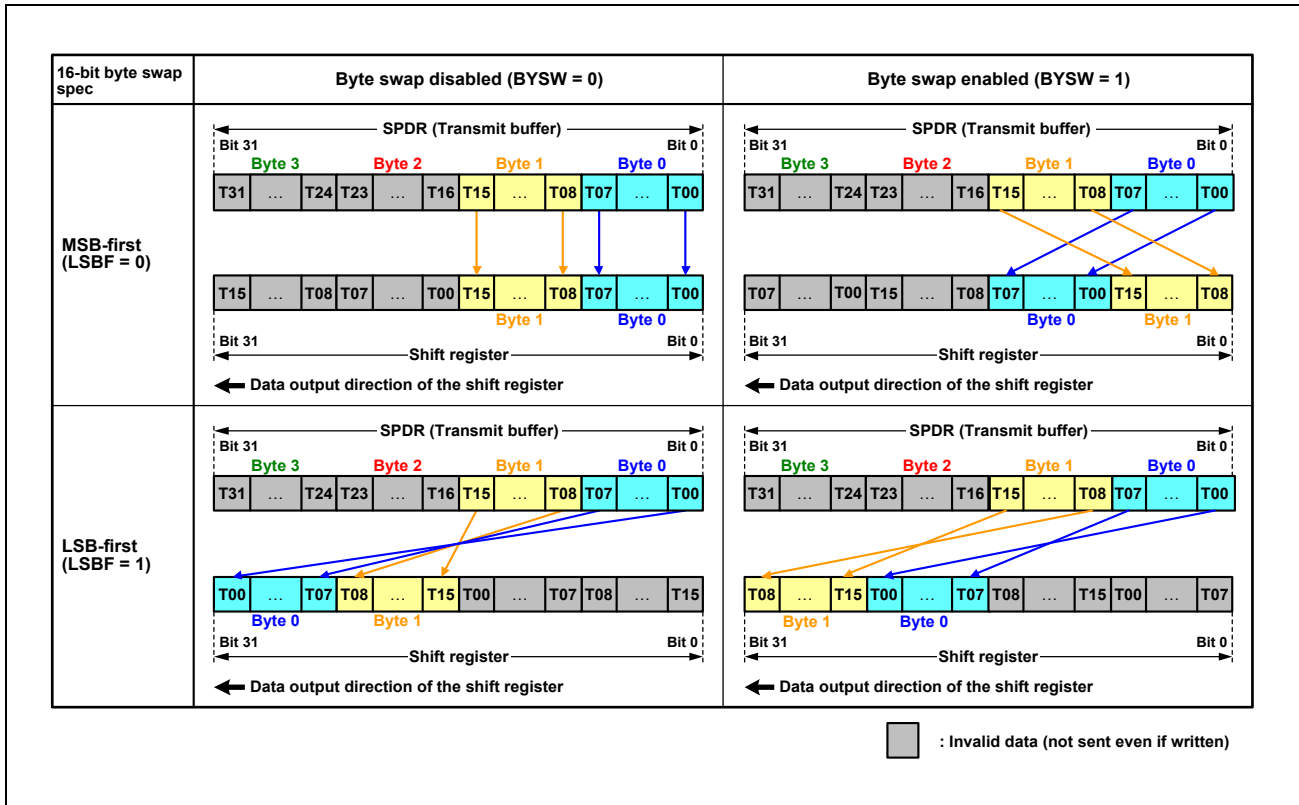 16-bit byte swap spec
Byte swap disabled (BYSW = 0)
Byte swap enabled (BYSW = 1)
MSB-first
(LSBF = 0)
SPDR (Transmit buffer)
Bit 31
Bit 0
Byte 3
Byte 2
Byte 1
Byte 0
T31 … T24 T23 … T16 T15 … T08 T07 … T00
T15 … T08 T07 … T00 T15 … T08 T07 … T00
Byte 1
Byte 0
Bit 31
Bit 0
Shift register
Data output direction of the shift register
SPDR (Transmit buffer)
Bit 31
Bit 0
Byte 3
Byte 2
Byte 1
Byte 0
T31 … T24 T23 … T16 T15 … T08 T07 … T00
T07 … T00 T15 … T08 T07 … T00 T15 … T08
Byte 0
Byte 1
Bit 31
Bit 0
Shift register
Data output direction of the shift register
LSB-first
(LSBF = 1)
SPDR (Transmit buffer)
Bit 31
Bit 0
Byte 3
Byte 2
Byte 1
Byte 0
T31 … T24 T23 … T16 T15 … T08 T07 … T00
T00 … T07 T08 … T15 T00 … T07 T08 … T15
Byte 0
Byte 1
Bit 31
Bit 0
Shift register
Data output direction of the shift register
SPDR (Transmit buffer)
Bit 31
Bit 0
Byte 3
Byte 2
Byte 1
Byte 0
T31 … T24 T23 … T16 T15 … T08 T07 … T00
T08 … T15 T00 … T07 T08 … T15 T00 … T07
Byte 1
Byte 0
Bit 31
Bit 0
Shift register
Data output direction of the shift register
: Invalid data (not sent even if written)